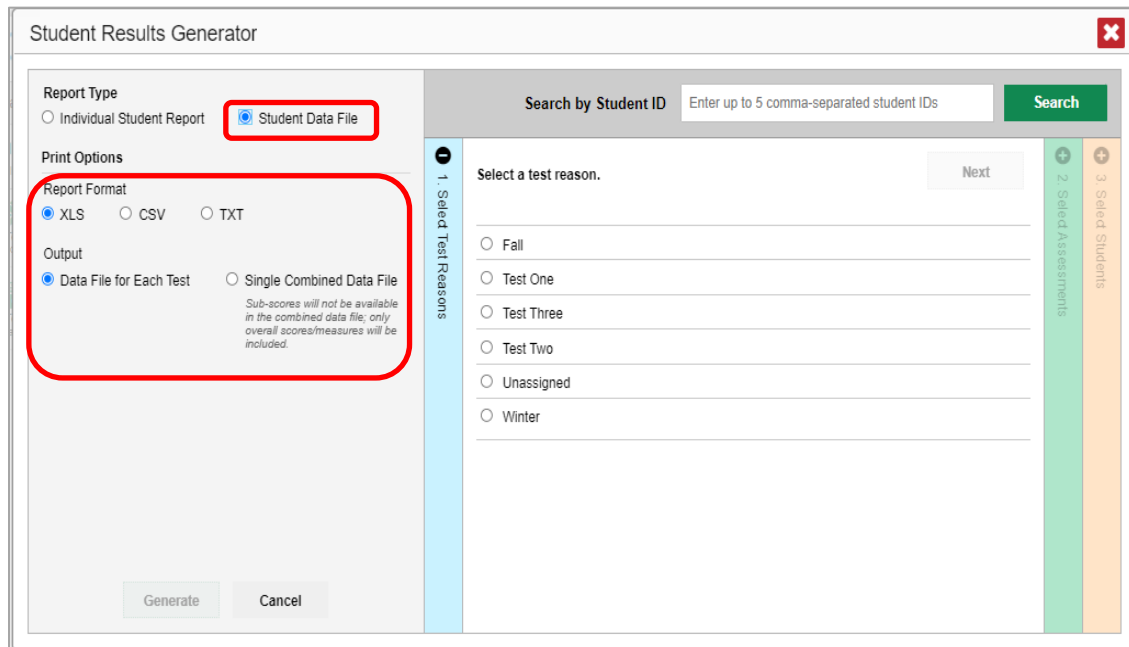 Student Results Generator
Report Type
Individual Student Report
Student Data File
Print Options
Report Format
XLS
CSV
TXT
Output
Data File for Each Test
Single Combined Data File
Sub-scores will not be available
in the combined data file; only
overall scores/measures will be
included.
Generate
Cancel
Search by Student ID
Enter up to 5 comma-separated student IDs
Search
1. Select Test Reasons
Select a test reason.
Next
Fall
Test One
Test Three
Test Two
Unassigned
Winter
2. Select Assessments
3. Select Students